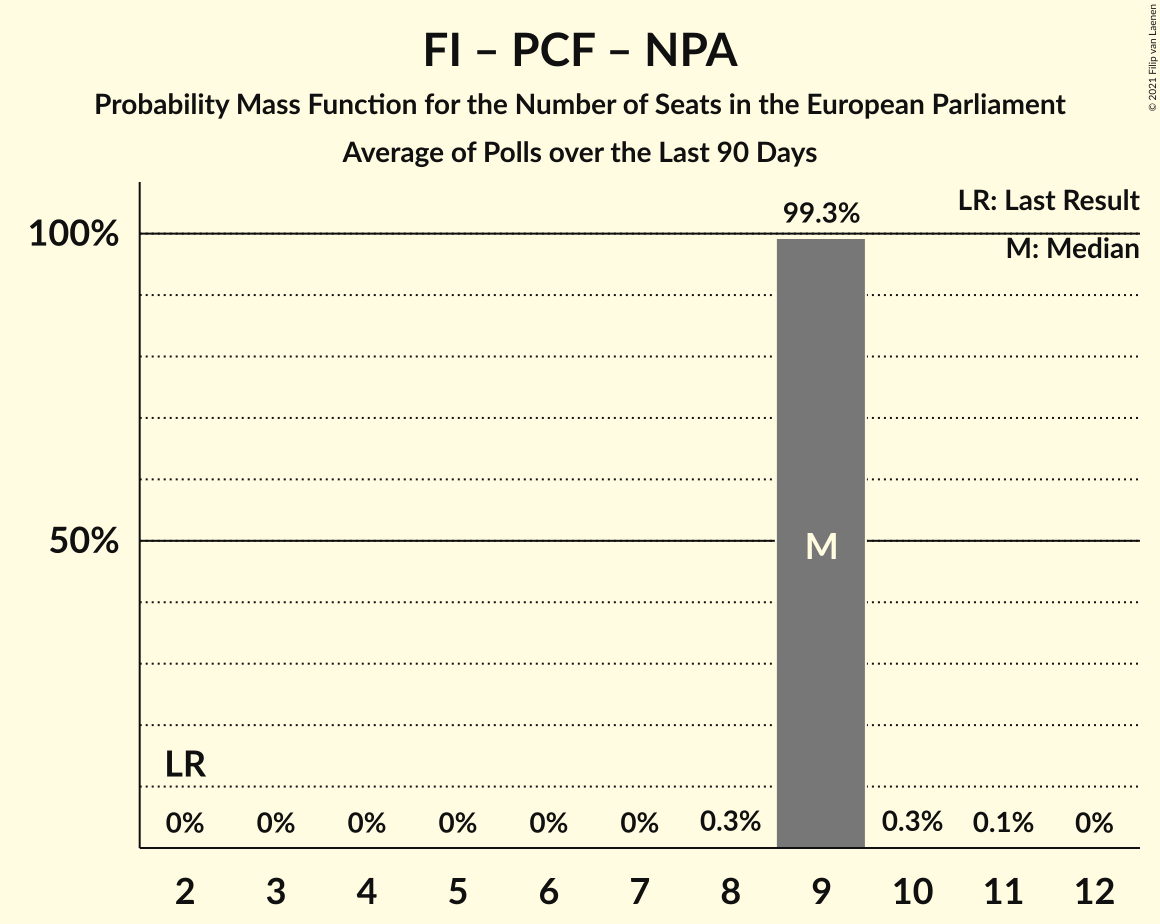 FI – PCF – NPA
Probability Mass Function for the Number of Seats in the European Parliament
Average of Polls over the Last 90 Days
© 2021 Filip van Laenen
LR: Last Result
M: Median
99.3%
100%
50%
M
LR
0% 0% 0% 0% 0% 0% 0.3% 0.3% 0.1% 0%
2 3 4 5 6 7 8 9 10 11 12